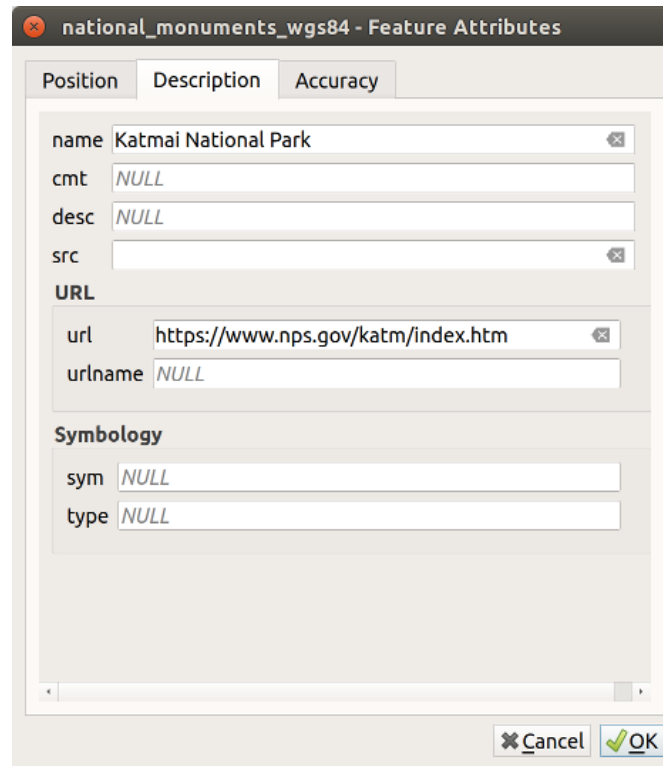 national_monuments_wgs84 - Feature Attributes
Position Description Accuracy
name Katmai National Park
cmt NULL
desc NULL
src
URL
url https://www.nps.gov/katm/index.htm
urlname NULL
Symbology
sym NULL
type NULL
Cancel OK